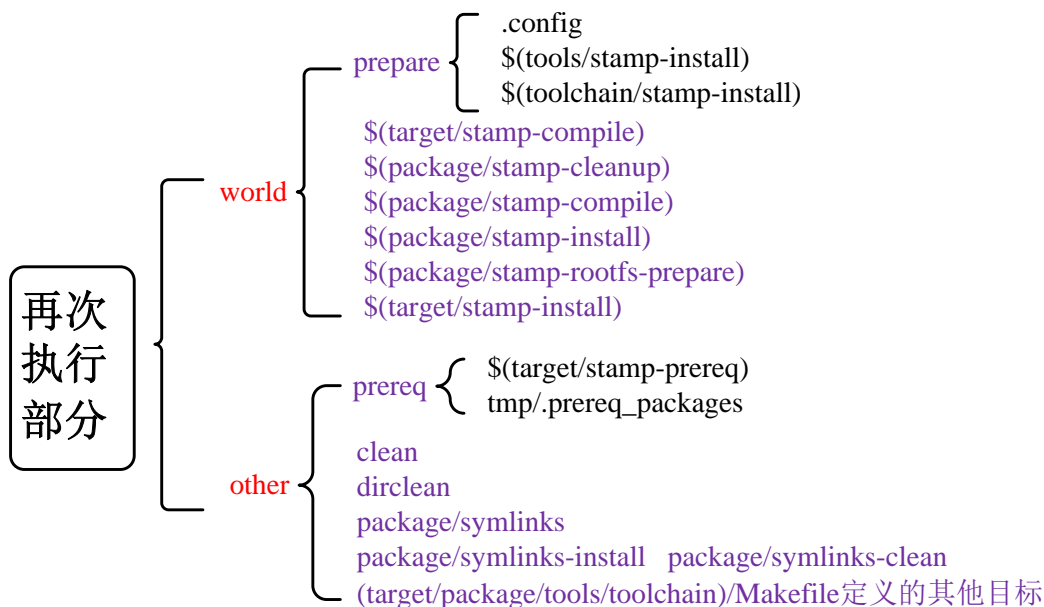 再次
执行
部分
world
prepare
.config
$(tools/stamp-install)
$(toolchain/stamp-install)
$(target/stamp-compile)
$(package/stamp-cleanup)
$(package/stamp-compile)
$(package/stamp-install)
$(package/stamp-rootfs-prepare)
$(target/stamp-install)
other
prereq
$(target/stamp-prereq)
tmp/.prereq_packages
clean
dirclean
package/symlinks
package/symlinks-install package/symlinks-clean
(target/package/tools/toolchain)/Makefile定义的其他目标